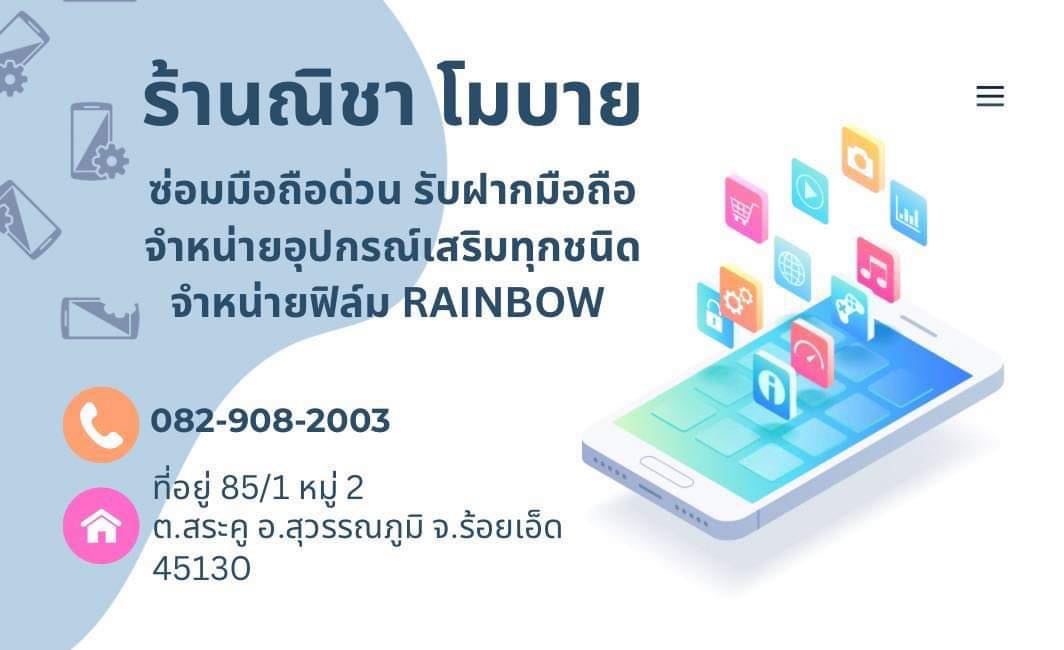 ร้านณิชา โมบาย
ซ่อมมือถือด่วน รับฝากมือถือ
จำหน่ายอุปกรณ์เสริมทุกชนิด
จำหน่ายฟิล์ม RAINBOW
082-908-2003
ที่อยู่ 85/1 หมู่ 2
ต.สระคู อ.สุวรรณภูมิ จ.ร้อยเอ็ด
45130